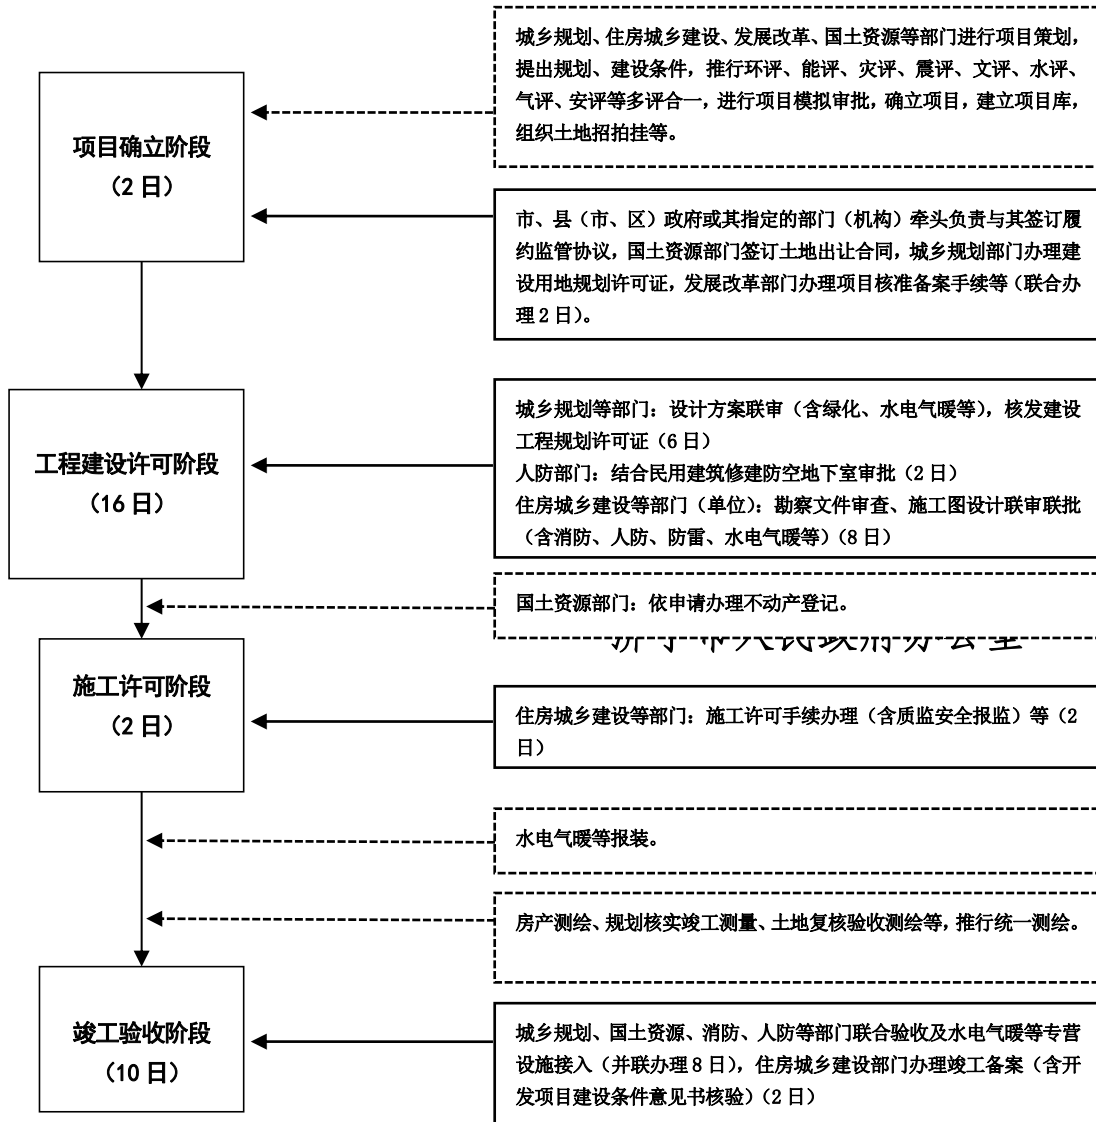 城乡规划、住房城乡建设、发展改革、国土资源等部门进行项目策划，
提出规划、建设条件，推行环评、能评、灾评、震评、文评、水评、
气评、安评等多评合一，进行项目模拟审批，确立项目，建立项目库，
组织土地招拍挂等。
项目确立阶段
（2 日）
市、县（市、区）政府或其指定的部门（机构）牵头负责与其签订履
约监管协议，国土资源部门签订土地出让合同，城乡规划部门办理建
设用地规划许可证，发展改革部门办理项目核准备案手续等（联合办
理 2 日）。
城乡规划等部门：设计方案联审（含绿化、水电气暖等），核发建设
工程规划许可证（6 日）
人防部门：结合民用建筑修建防空地下室审批（2 日）
住房城乡建设等部门（单位）：勘察文件审查、施工图设计联审联批
（含消防、人防、防雷、水电气暖等）（8 日）
工程建设许可阶段
（16 日）
国土资源部门：依申请办理不动产登记。
济宁市人民政府办公室
施工许可阶段
（2 日）
住房城乡建设等部门：施工许可手续办理（含质监安全报监）等（2
日）
水电气暖等报装。
房产测绘、规划核实竣工测量、土地复核验收测绘等，推行统一测绘。
竣工验收阶段
（10 日）
城乡规划、国土资源、消防、人防等部门联合验收及水电气暖等专营
设施接入（并联办理 8 日），住房城乡建设部门办理竣工备案（含开
发项目建设条件意见书核验）（2 日）